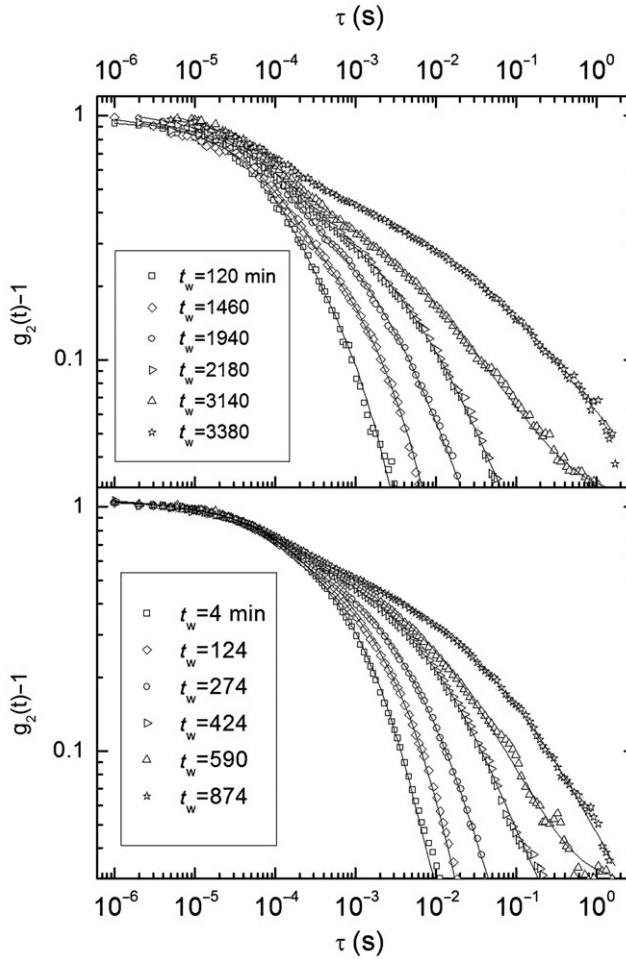 τ (s)
10⁻⁶ 10⁻⁵ 10⁻⁴ 10⁻³ 10⁻² 10⁻¹ 10⁰
1
g₂(t)−1
0.1
t_w=120 min
t_w=1460
t_w=1940
t_w=2180
t_w=3140
t_w=3380
1
g₂(t)−1
0.1
t_w=4 min
t_w=124
t_w=274
t_w=424
t_w=590
t_w=874
10⁻⁶ 10⁻⁵ 10⁻⁴ 10⁻³ 10⁻² 10⁻¹ 10⁰
τ (s)